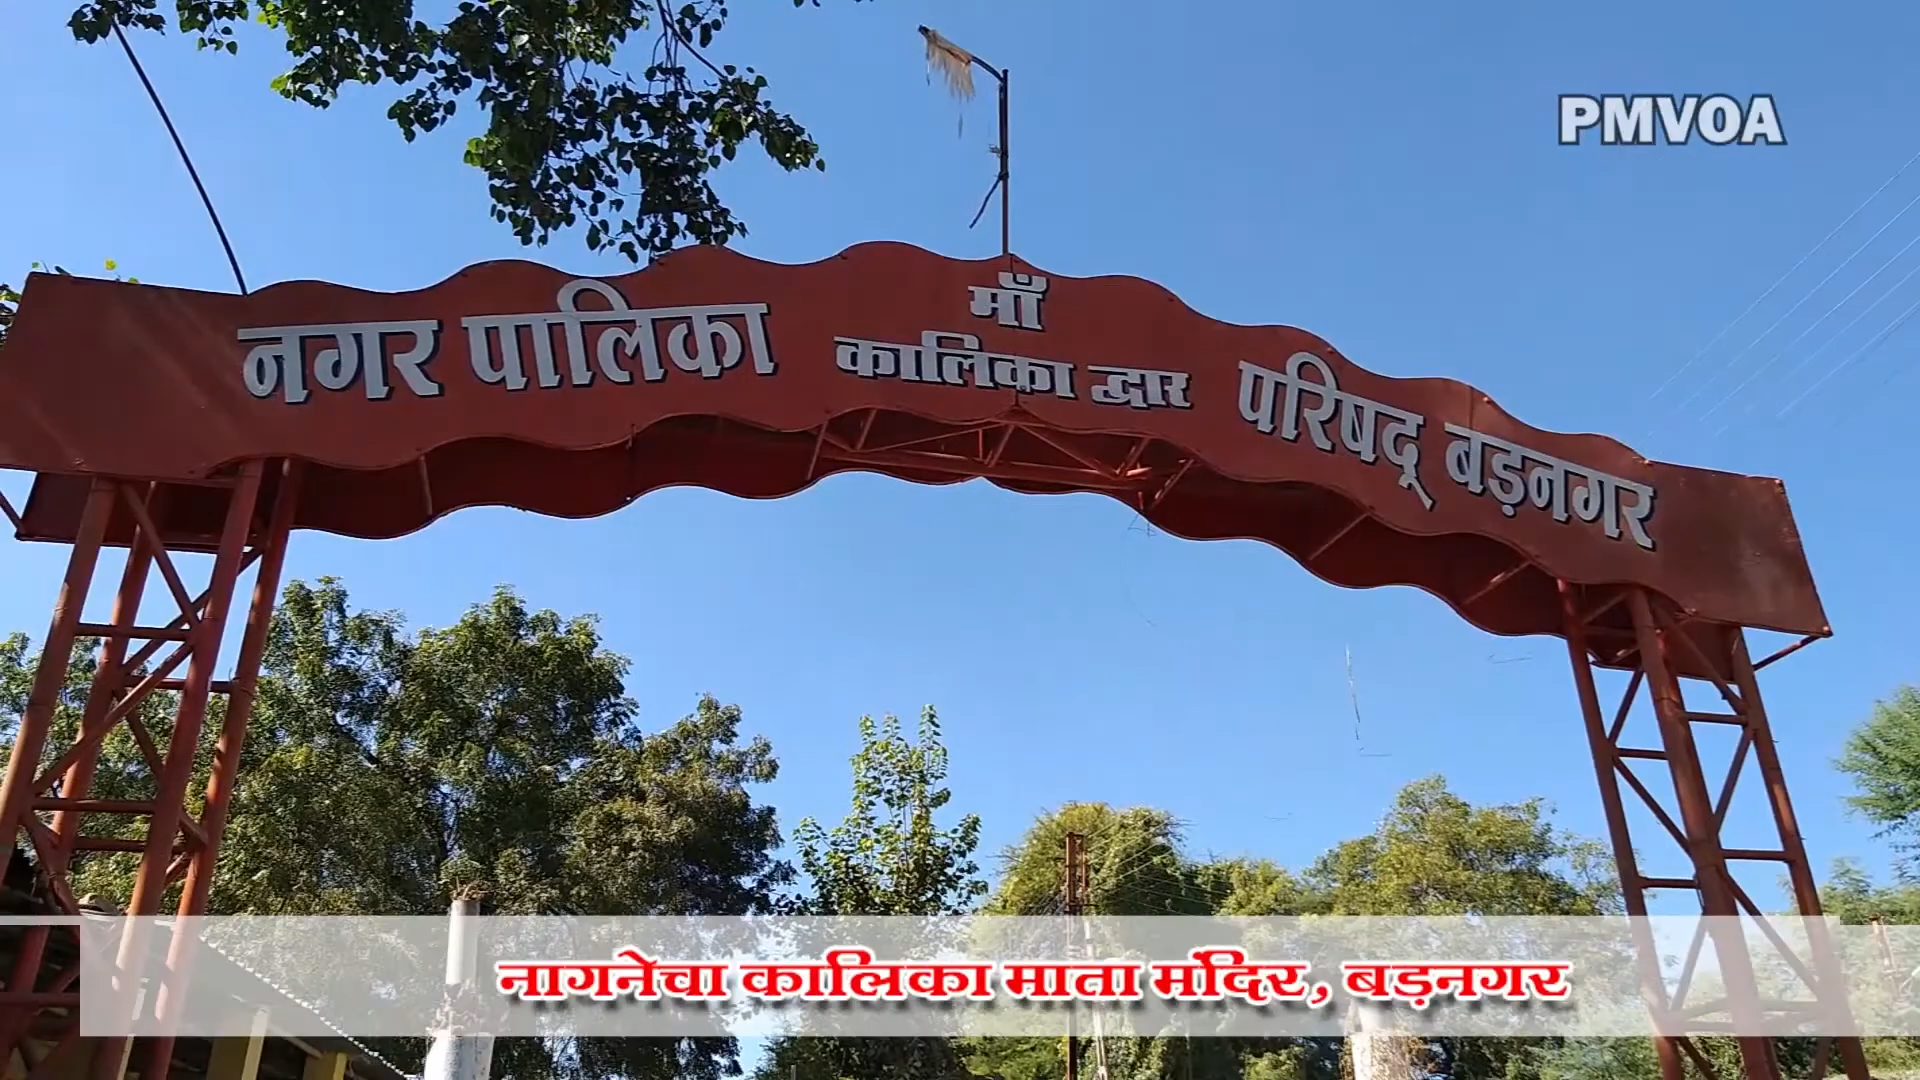 PMVOA
माँ
नगर पालिका कालिका द्वार परिषद् बड़नगर
नागनेचा कालिका माता मंदिर, बड़नगर